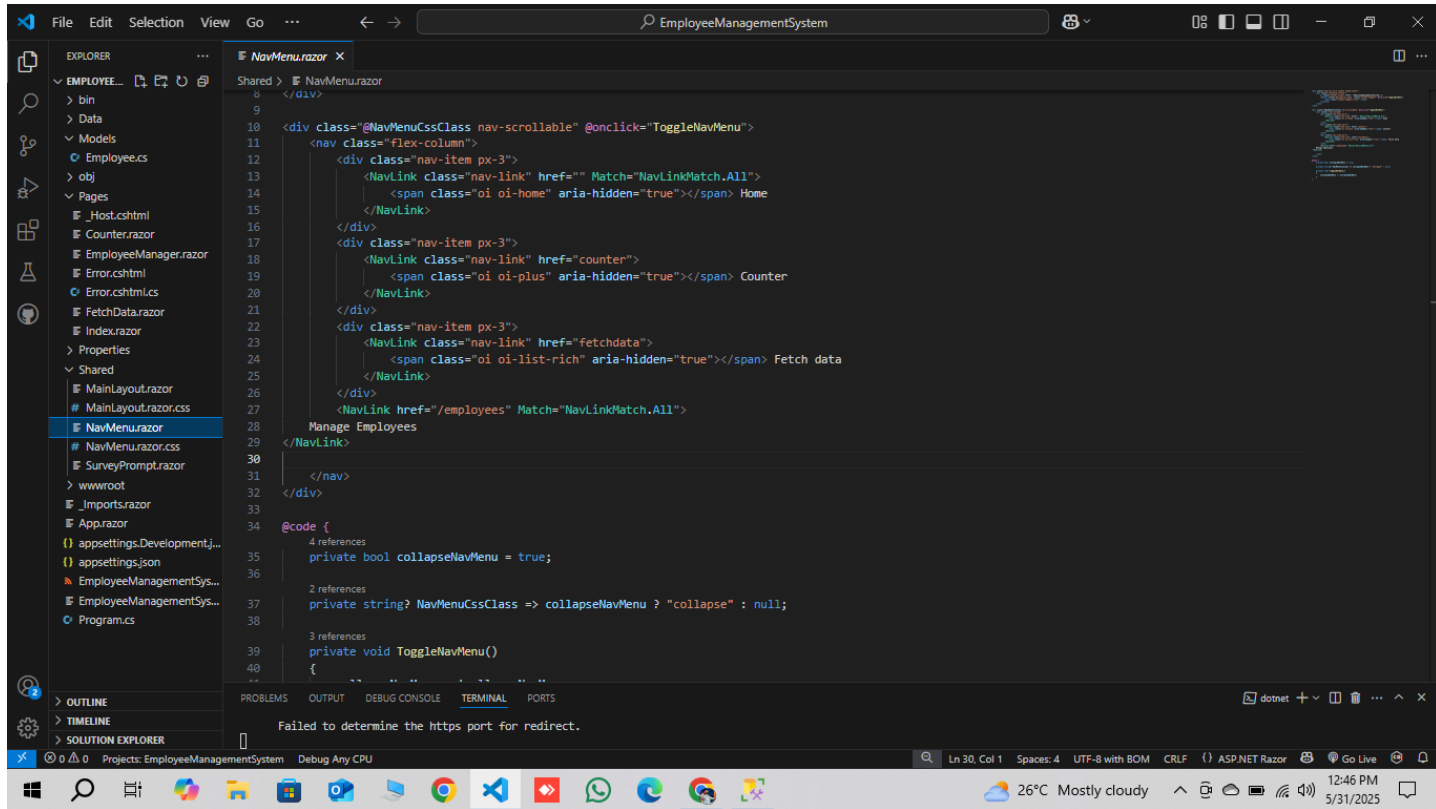 File Edit Selection View Go ··· EmployeeManagementSystem
EXPLORER ···
EMPLOYEE...
bin
Data
Models
Employee.cs
obj
Pages
_Host.cshtml
Counter.razor
EmployeeManager.razor
Error.cshtml
Error.cshtml.cs
FetchData.razor
Index.razor
Properties
Shared
MainLayout.razor
MainLayout.razor.css
NavMenu.razor
NavMenu.razor.css
SurveyPrompt.razor
wwwroot
_Imports.razor
App.razor
appsettings.Development.j...
appsettings.json
EmployeeManagementSys...
EmployeeManagementSys...
Program.cs
OUTLINE
TIMELINE
SOLUTION EXPLORER
NavMenu.razor
Shared > NavMenu.razor
8 </div>
9
10 <div class="@NavMenuCssClass nav-scrollable" @onclick="ToggleNavMenu">
11 <nav class="flex-column">
12 <div class="nav-item px-3">
13 <NavLink class="nav-link" href="" Match="NavLinkMatch.All">
14 <span class="oi oi-home" aria-hidden="true"></span> Home
15 </NavLink>
16 </div>
17 <div class="nav-item px-3">
18 <NavLink class="nav-link" href="counter">
19 <span class="oi oi-plus" aria-hidden="true"></span> Counter
20 </NavLink>
21 </div>
22 <div class="nav-item px-3">
23 <NavLink class="nav-link" href="fetchdata">
24 <span class="oi oi-list-rich" aria-hidden="true"></span> Fetch data
25 </NavLink>
26 </div>
27 <NavLink href="/employees" Match="NavLinkMatch.All">
28 Manage Employees
29 </NavLink>
30
31 </nav>
32 </div>
33
34 @code {
4 references
35 private bool collapseNavMenu = true;
36
2 references
37 private string? NavMenuCssClass => collapseNavMenu ? "collapse" : null;
38
3 references
39 private void ToggleNavMenu()
40 {
PROBLEMS OUTPUT DEBUG CONSOLE TERMINAL PORTS dotnet
Failed to determine the https port for redirect.
0 0 Projects: EmployeeManagementSystem Debug Any CPU Ln 30, Col 1 Spaces: 4 UTF-8 with BOM CRLF {} ASP.NET Razor Go Live
26°C Mostly cloudy 12:46 PM
5/31/2025